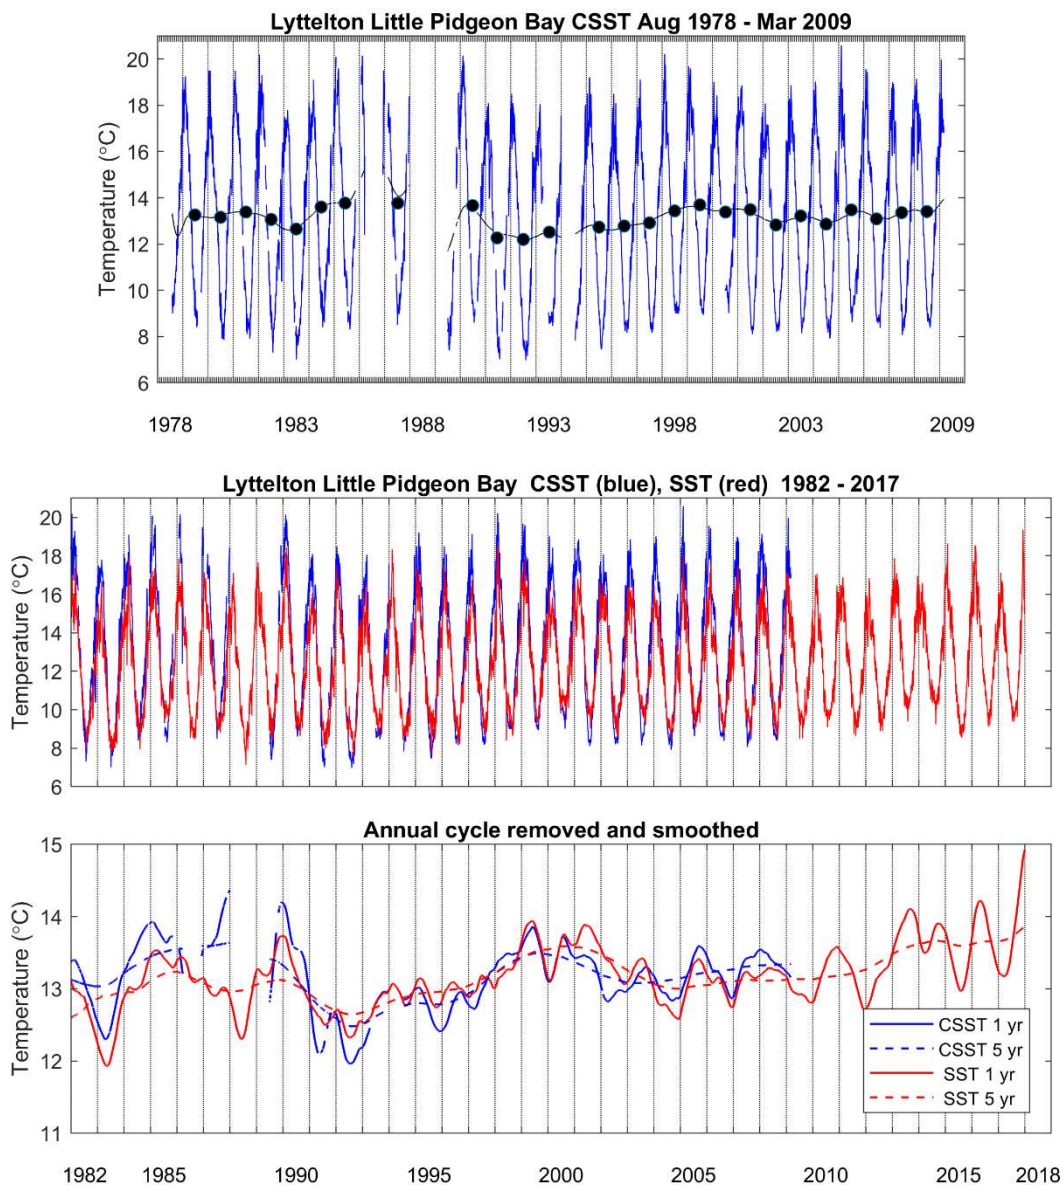 Lyttelton Little Pidgeon Bay CSST Aug 1978 - Mar 2009
Temperature (°C)
20
18
16
14
12
10
8
6
1978 1983 1988 1993 1998 2003 2009
Lyttelton Little Pidgeon Bay CSST (blue), SST (red) 1982 - 2017
Temperature (°C)
20
18
16
14
12
10
8
6
Annual cycle removed and smoothed
Temperature (°C)
15
14
13
12
11
CSST 1 yr
CSST 5 yr
SST 1 yr
SST 5 yr
1982 1985 1990 1995 2000 2005 2010 2015 2018